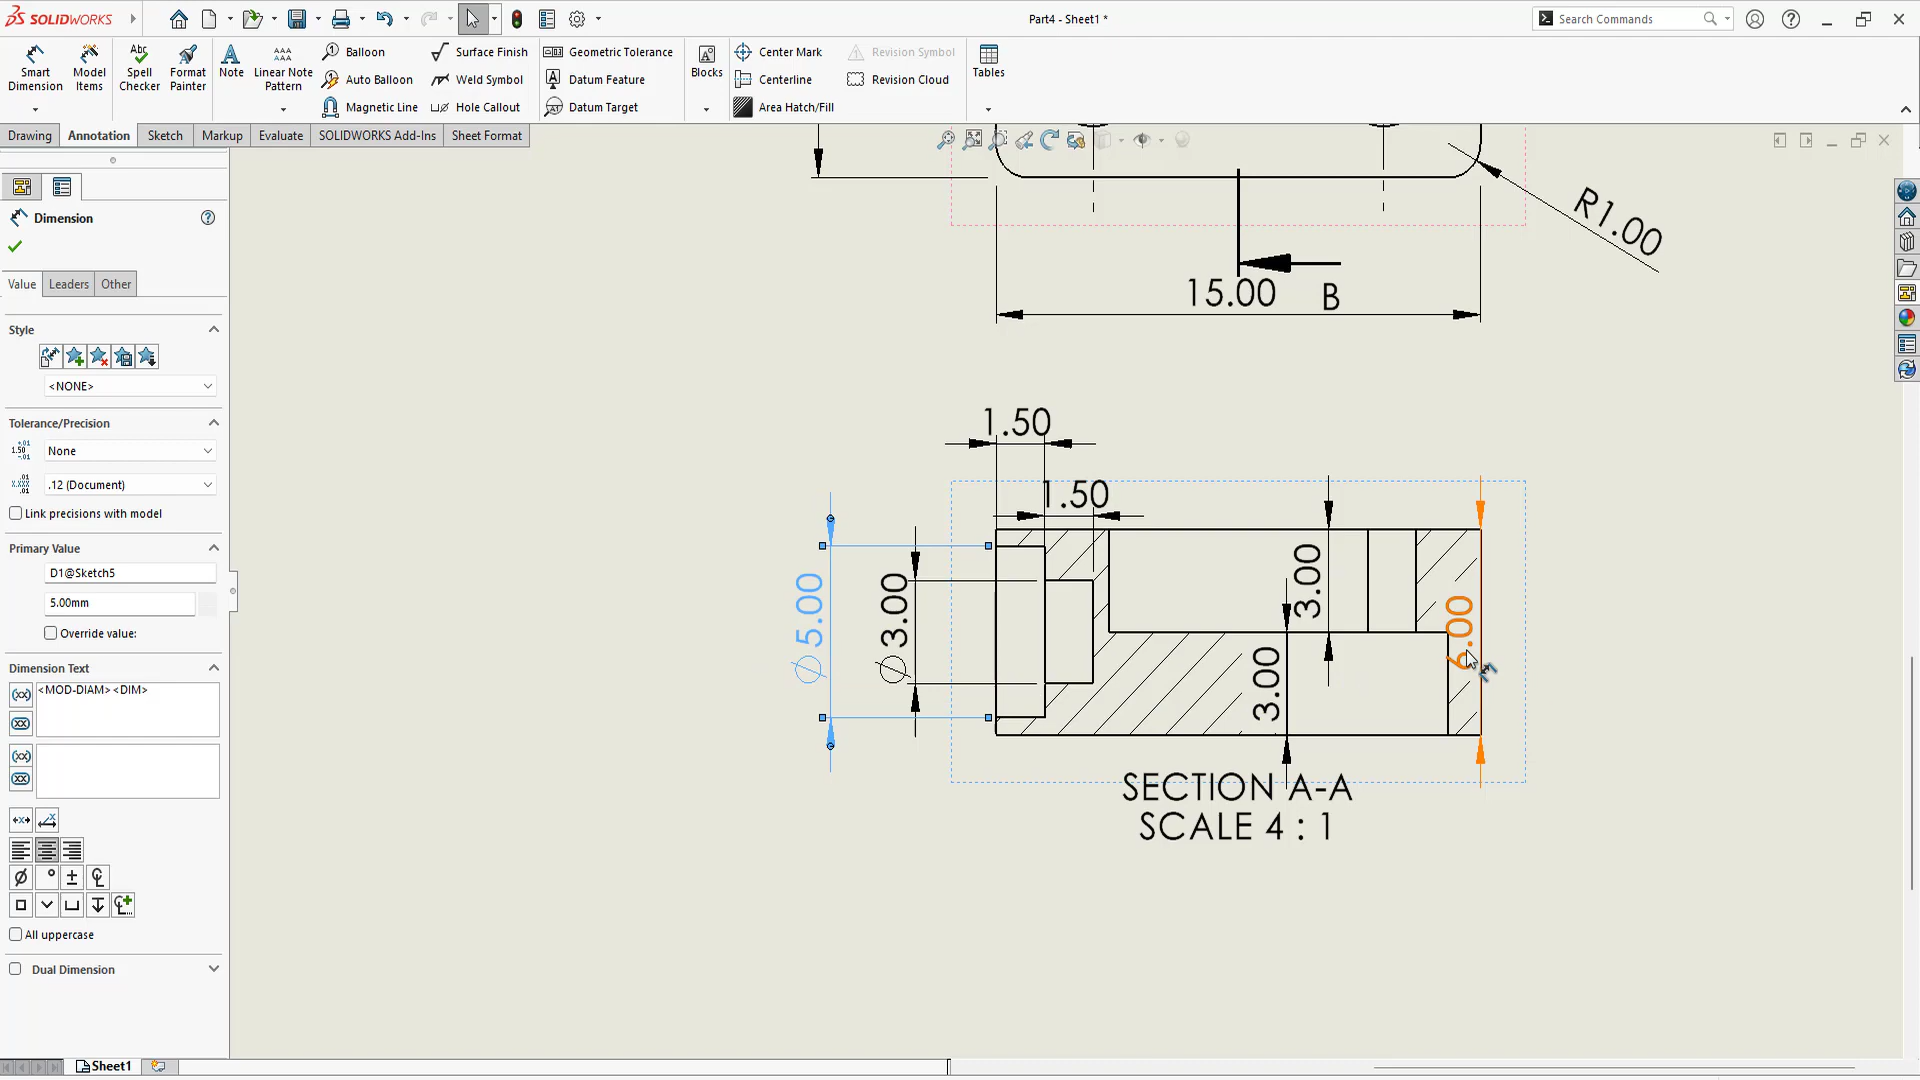 SOLIDWORKS
Part4 - Sheet1 *
Search Commands
Smart Dimension
Model Items
Spell Checker
Format Painter
Note
Linear Note Pattern
Balloon
Auto Balloon
Magnetic Line
Surface Finish
Weld Symbol
Hole Callout
Geometric Tolerance
Datum Feature
Datum Target
Blocks
Center Mark
Centerline
Area Hatch/Fill
Revision Symbol
Revision Cloud
Tables
Drawing
Annotation
Sketch
Markup
Evaluate
SOLIDWORKS Add-Ins
Sheet Format
Dimension
Value
Leaders
Other
Style
<NONE>
Tolerance/Precision
None
.12 (Document)
Link precisions with model
Primary Value
D1@Sketch5
5.00mm
Override value:
Dimension Text
<MOD-DIAM><DIM>
All uppercase
Dual Dimension
Sheet1
R1.00
15.00
B
1.50
1.50
∅ 5.00
∅ 3.00
3.00
3.00
6.00
SECTION A-A
SCALE 4 : 1